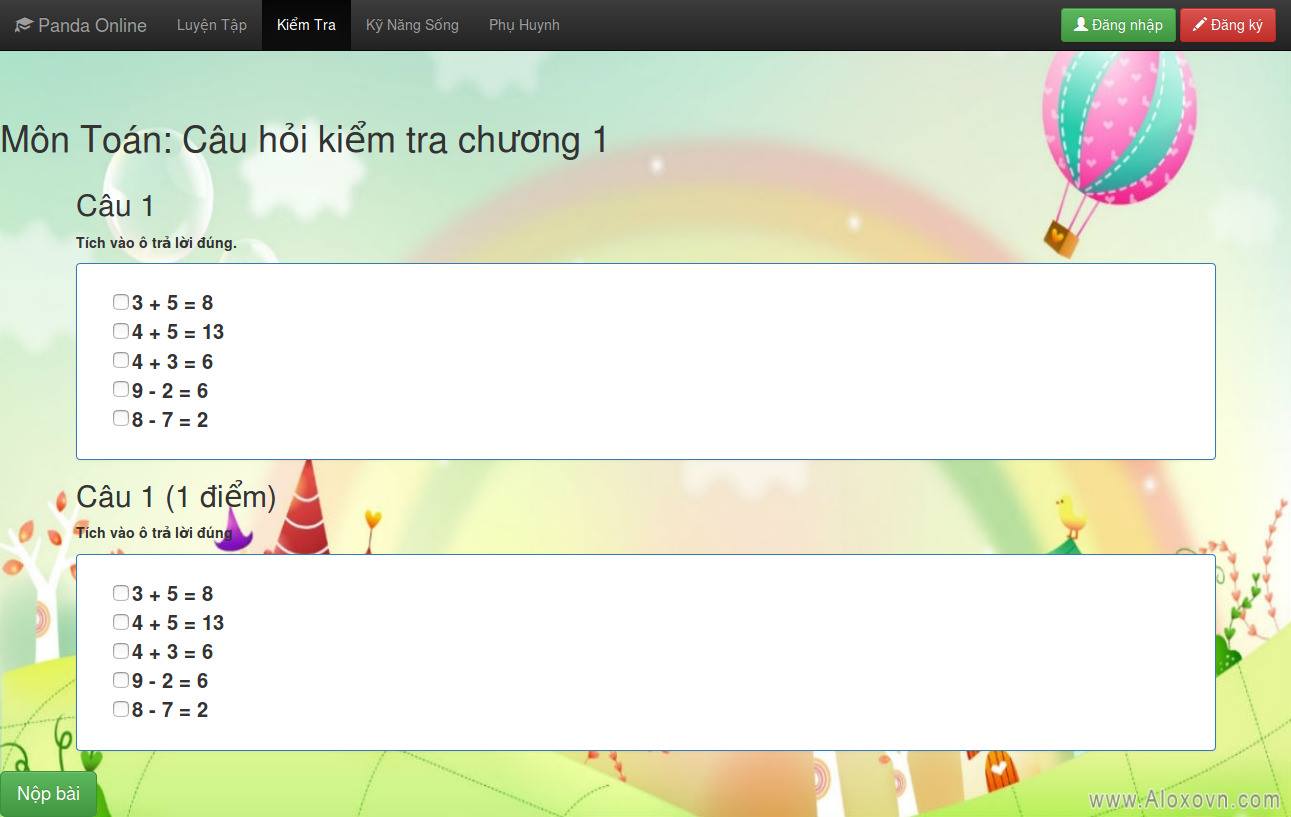 Panda Online Luyện Tập Kiểm Tra Kỹ Năng Sống Phụ Huynh Đăng nhập Đăng ký
Môn Toán: Câu hỏi kiểm tra chương 1
Câu 1
Tích vào ô trả lời đúng.
3 + 5 = 8
4 + 5 = 13
4 + 3 = 6
9 - 2 = 6
8 - 7 = 2
Câu 1 (1 điểm)
Tích vào ô trả lời đúng
3 + 5 = 8
4 + 5 = 13
4 + 3 = 6
9 - 2 = 6
8 - 7 = 2
Nộp bài
www.Aloxovn.com